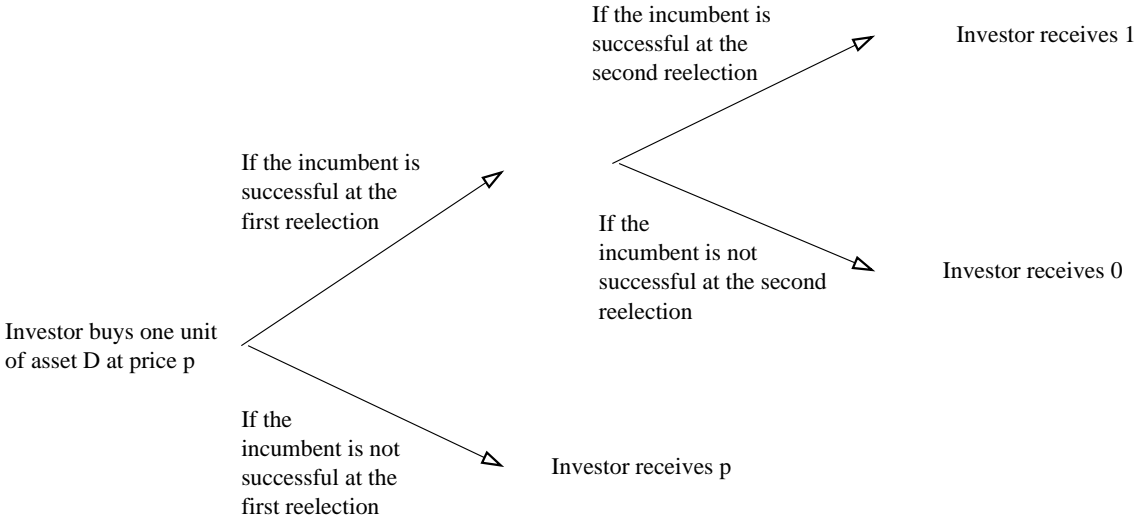 If the incumbent is
successful at the
second reelection
Investor receives 1
If the incumbent is
successful at the
first reelection
If the
incumbent is not
successful at the second
reelection
Investor receives 0
Investor buys one unit
of asset D at price p
If the
incumbent is not
successful at the
first reelection
Investor receives p